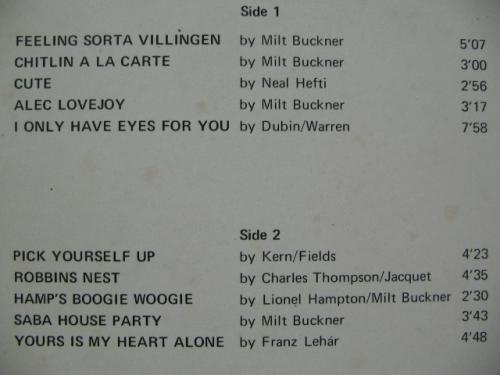 Side 1
FEELING SORTA VILLINGEN by Milt Buckner 5'07
CHITLIN A LA CARTE by Milt Buckner 3'00
CUTE by Neal Hefti 2'56
ALEC LOVEJOY by Milt Buckner 3'17
I ONLY HAVE EYES FOR YOU by Dubin/Warren 7'58
Side 2
PICK YOURSELF UP by Kern/Fields 4'23
ROBBINS NEST by Charles Thompson/Jacquet 4'35
HAMP'S BOOGIE WOOGIE by Lionel Hampton/Milt Buckner 2'30
SABA HOUSE PARTY by Milt Buckner 3'43
YOURS IS MY HEART ALONE by Franz Lehár 4'48